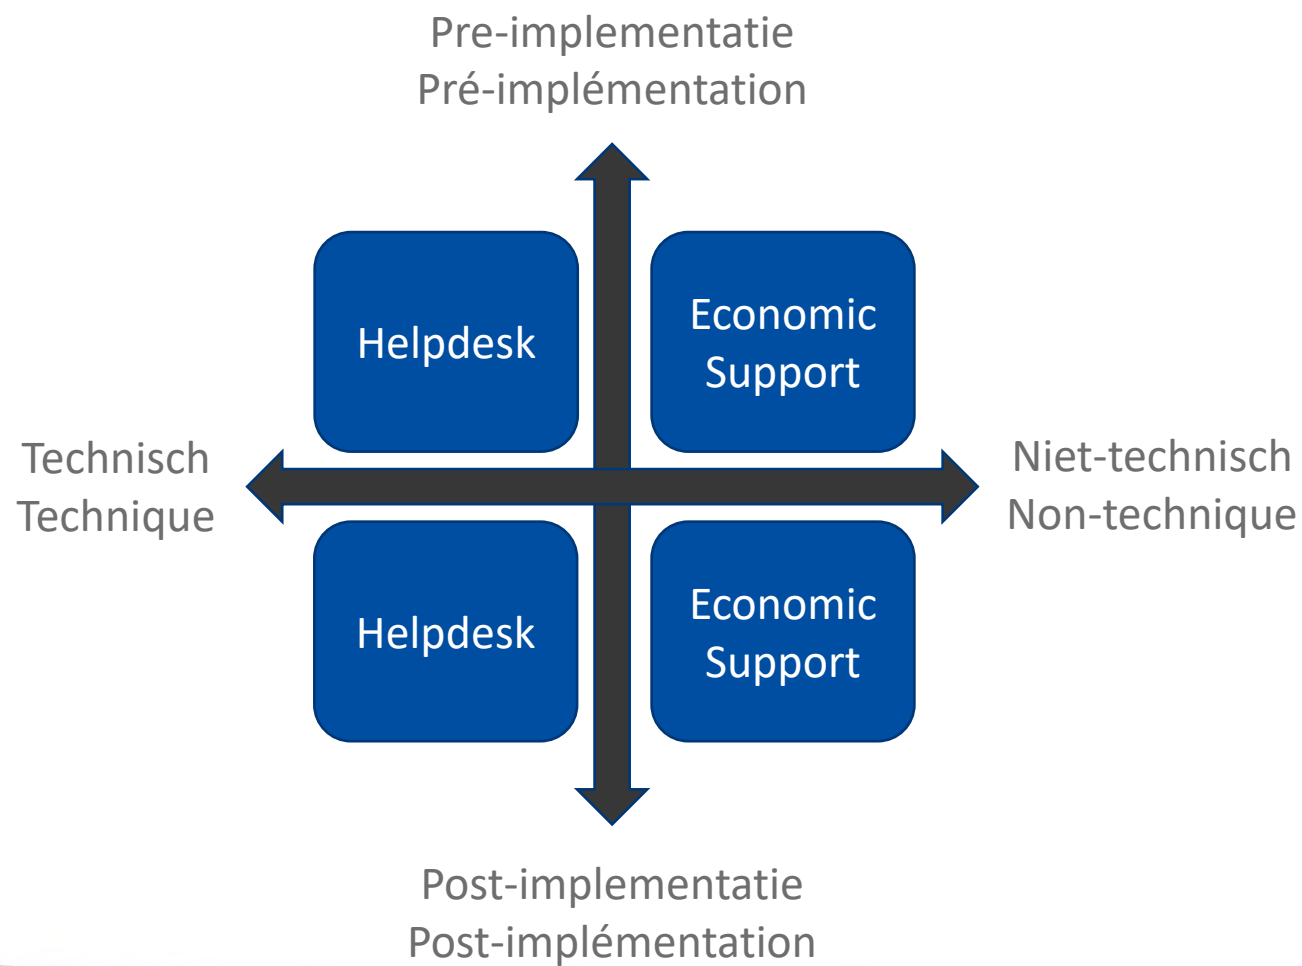 Pre-implementatie
Pré-implémentation
Helpdesk
Economic
Support
Technisch
Technique
Niet-technisch
Non-technique
Helpdesk
Economic
Support
Post-implementatie
Post-implémentation